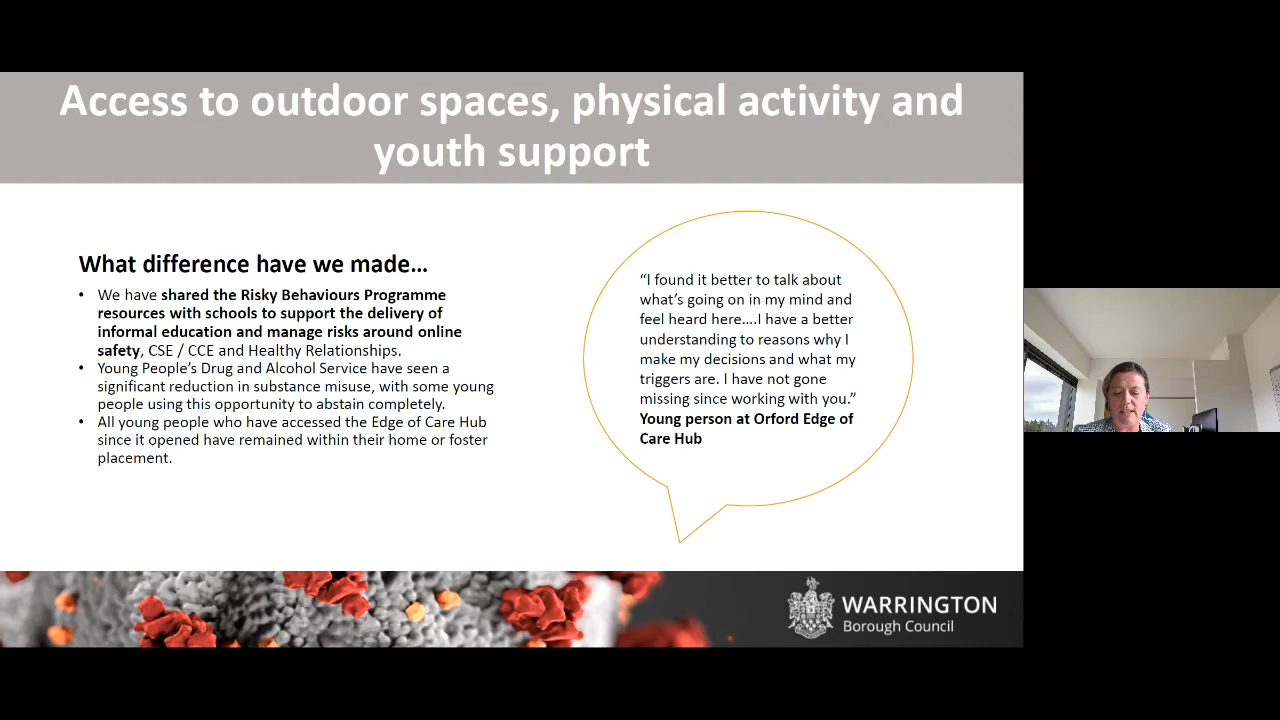 Access to outdoor spaces, physical activity and
youth support
What difference have we made…
• We have shared the Risky Behaviours Programme
resources with schools to support the delivery of
informal education and manage risks around online
safety, CSE / CCE and Healthy Relationships.
• Young People’s Drug and Alcohol Service have seen a
significant reduction in substance misuse, with some young
people using this opportunity to abstain completely.
• All young people who have accessed the Edge of Care Hub
since it opened have remained within their home or foster
placement.
“I found it better to talk about
what’s going on in my mind and
feel heard here….I have a better
understanding to reasons why I
make my decisions and what my
triggers are. I have not gone
missing since working with you.”
Young person at Orford Edge of
Care Hub
WARRINGTON
Borough Council